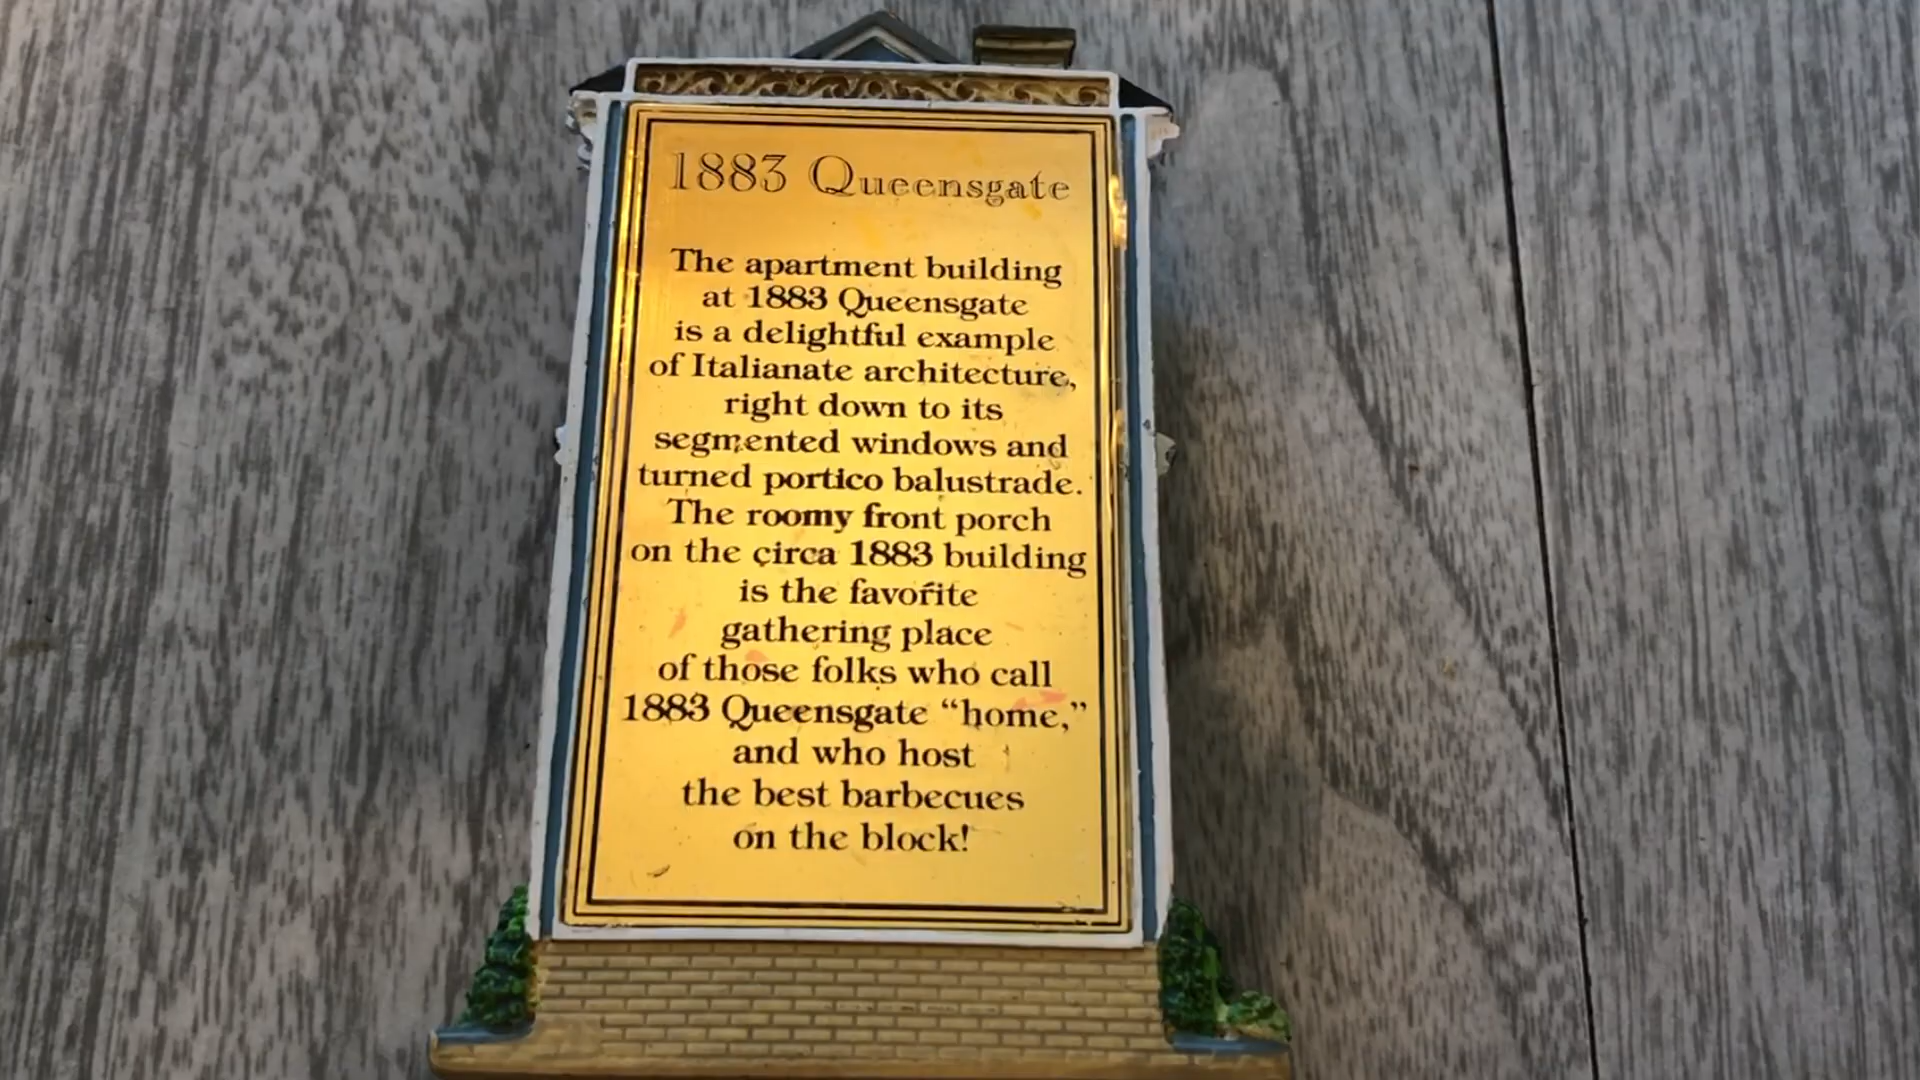 1883 Queensgate
The apartment building
at 1883 Queensgate
is a delightful example
of Italianate architecture,
right down to its
segmented windows and
turned portico balustrade.
The roomy front porch
on the circa 1883 building
is the favorite
gathering place
of those folks who call
1883 Queensgate “home,”
and who host
the best barbecues
on the block!